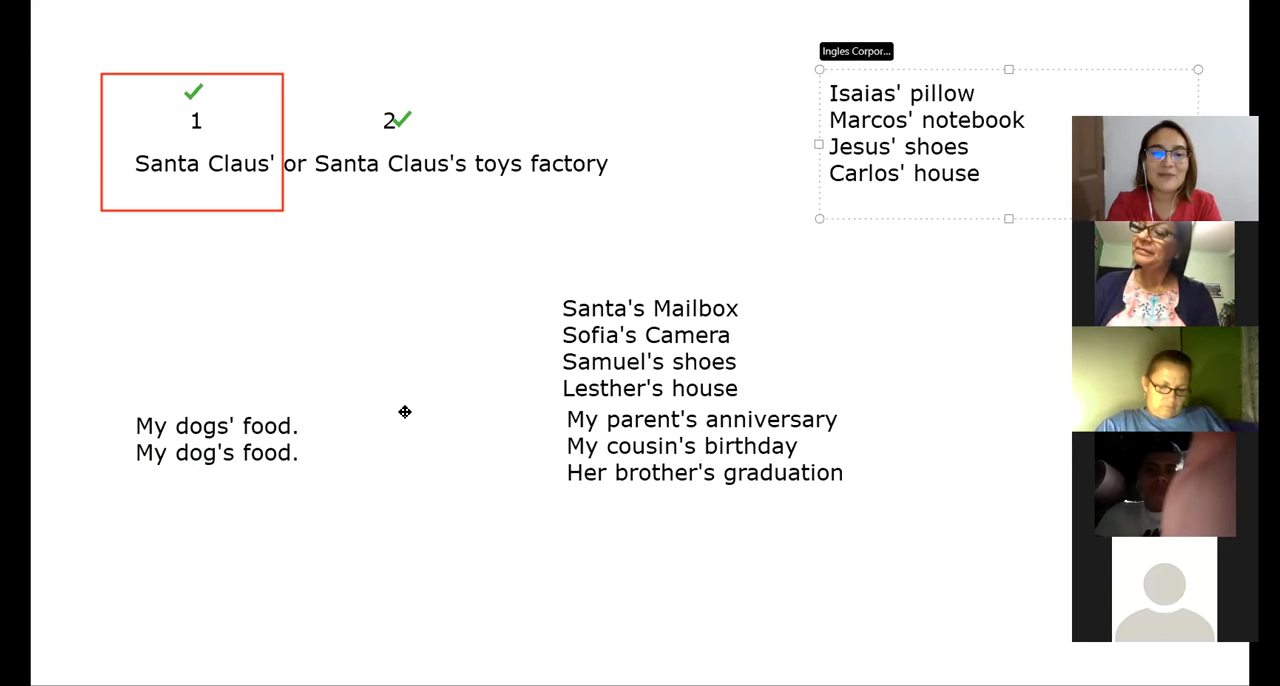 Ingles Corpor...
1 2
Santa Claus' or Santa Claus's toys factory
Isaias' pillow
Marcos' notebook
Jesus' shoes
Carlos' house
Santa's Mailbox
Sofia's Camera
Samuel's shoes
Lesther's house
My parent's anniversary
My cousin's birthday
Her brother's graduation
My dogs' food.
My dog's food.